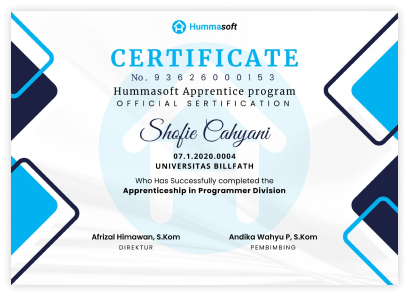 Hummasoft
CERTIFICATE
No. 936260000153
Hummasoft Apprentice program
OFFICIAL SERTIFICATION
Shofie Cahyani
07.1.2020.0004
UNIVERSITAS BILLFATH
Who Has Successfully completed the
Apprenticeship in Programmer Division
Afrizal Himawan, S.Kom
DIREKTUR
Andika Wahyu P, S.Kom
PEMBIMBING